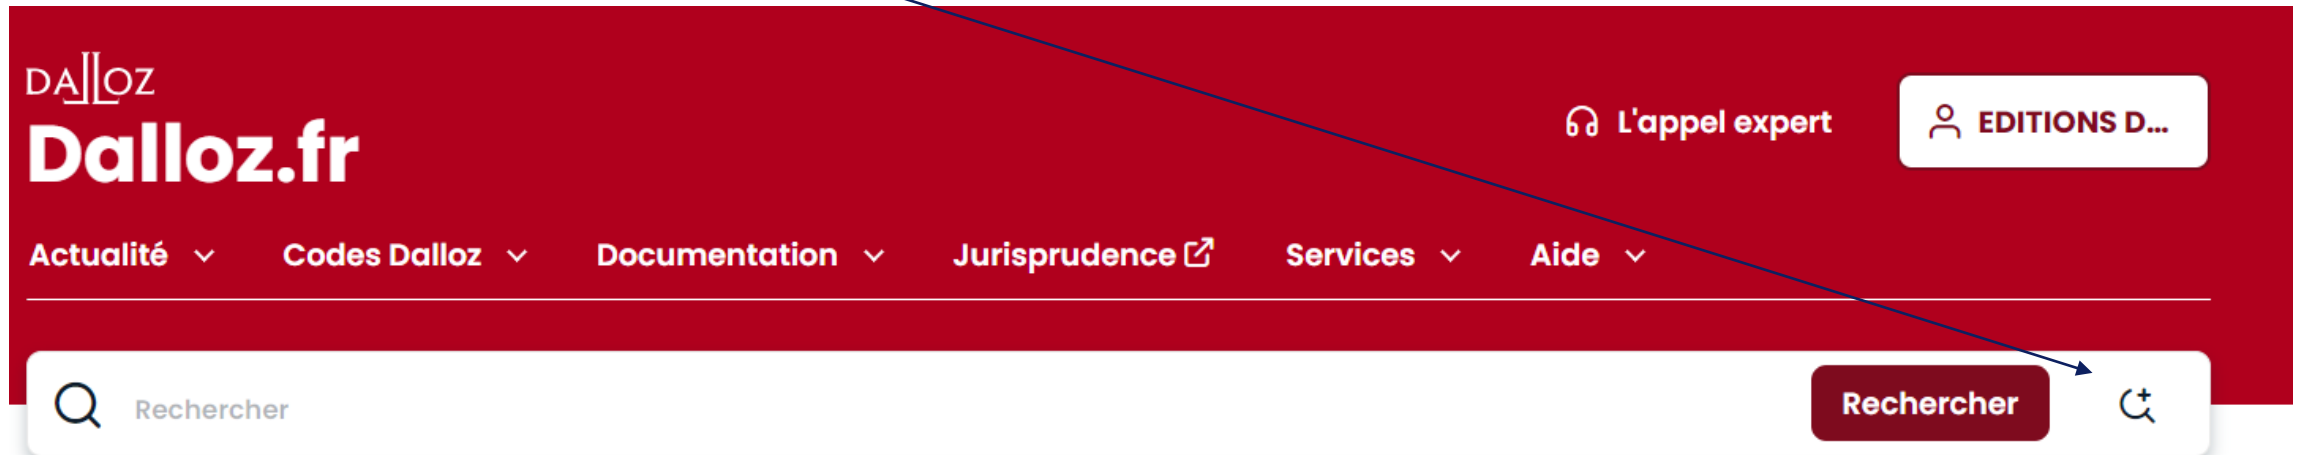 DALLOZ
Dalloz.fr
L'appel expert
EDITIONS D...
Actualité Codes Dalloz Documentation Jurisprudence Services Aide
Rechercher Rechercher